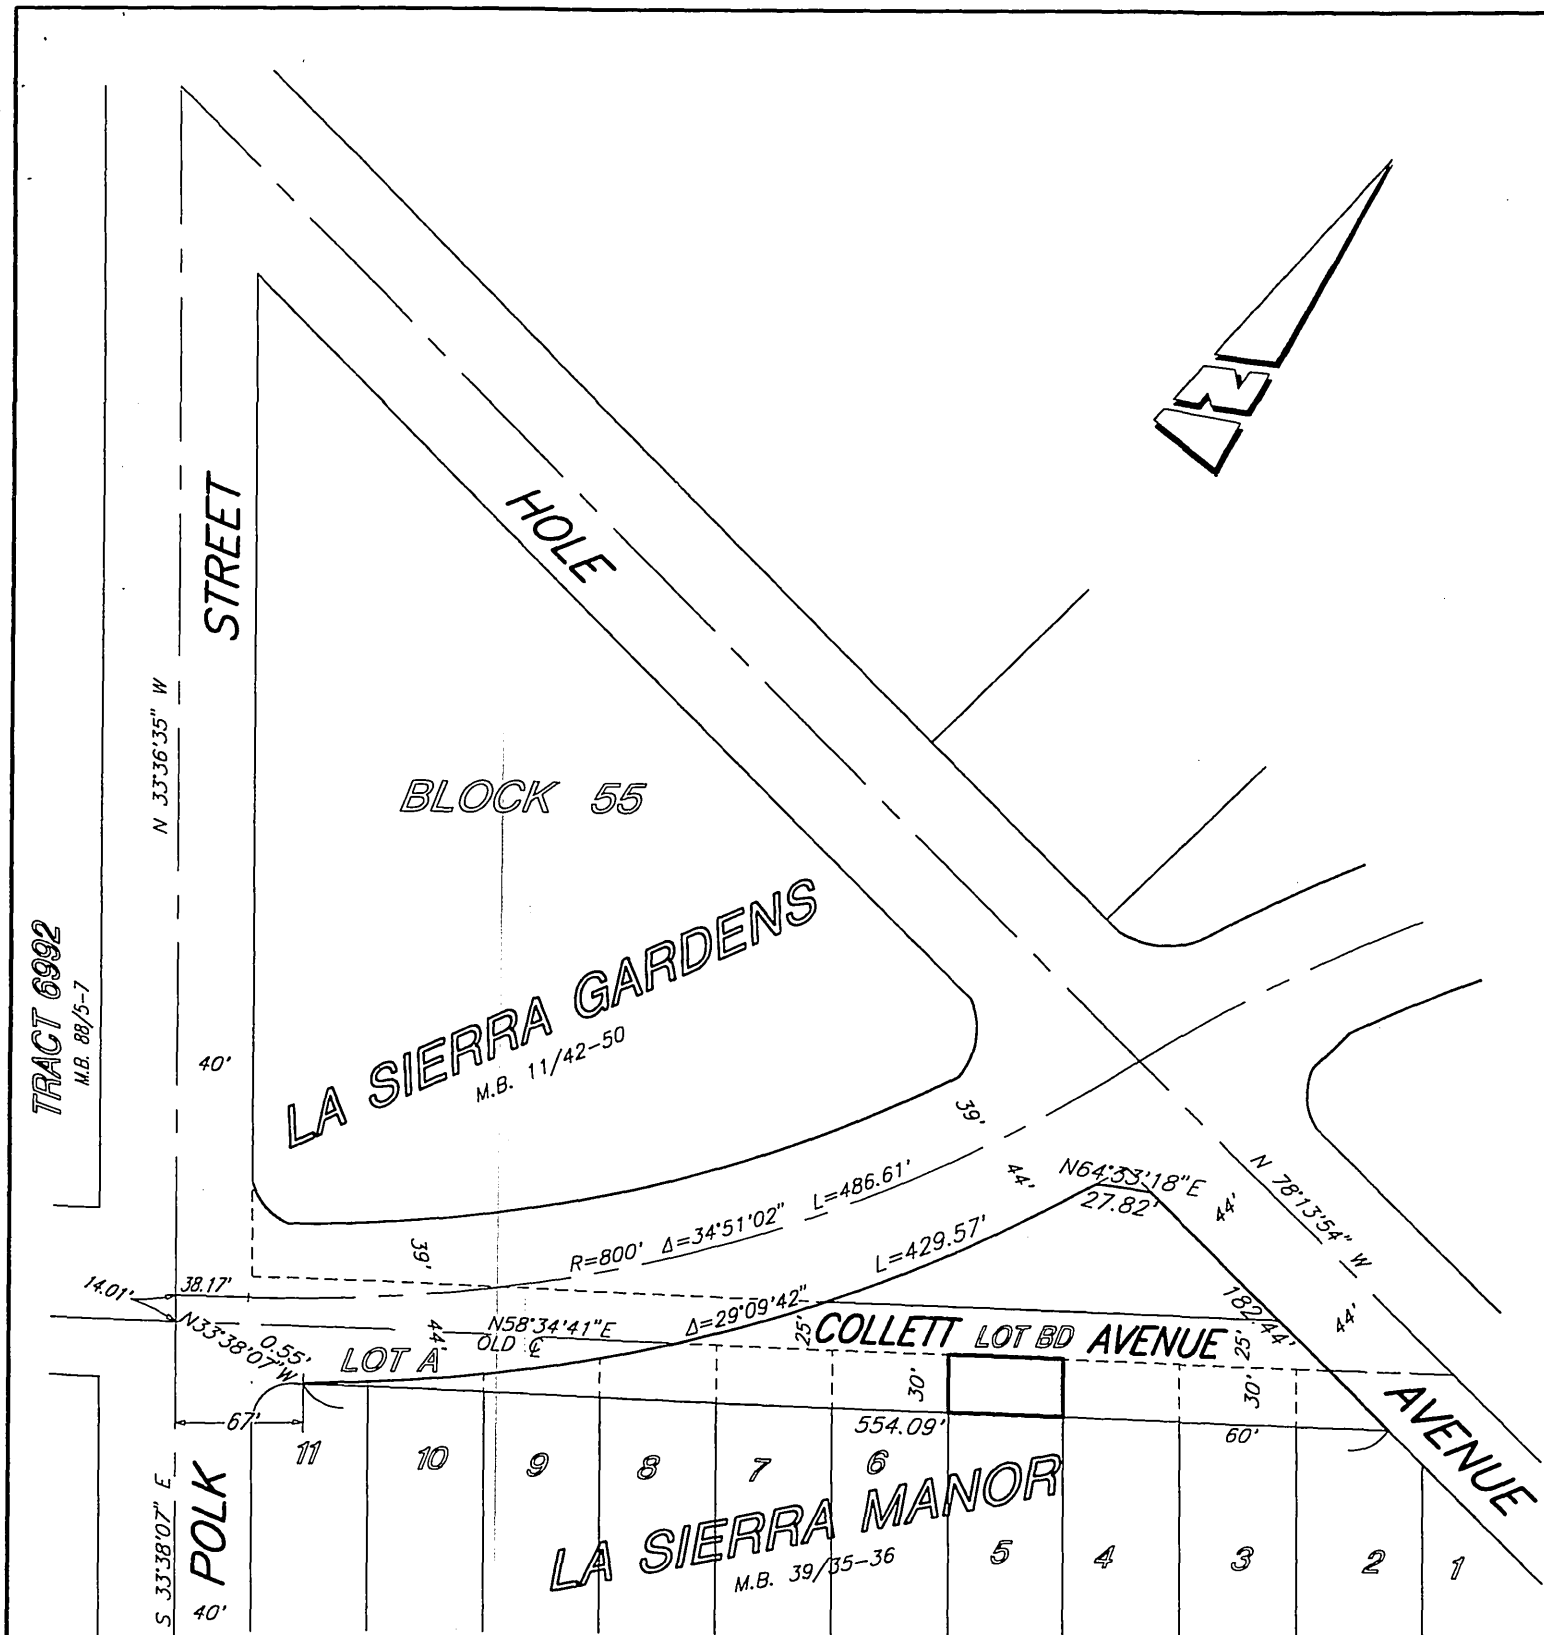 N
STREET
HOLE
N 33°36'35" W
BLOCK 55
TRACT 6992
M.B. 88/5-7
LA SIERRA GARDENS
M.B. 11/42-50
40'
39'
44'
N64°33'18"E
27.82'
N 78°13'54" W
44'
44'
182.44'
R=800' Δ=34°51'02" L=486.61'
L=429.57'
39'
14.01'
38.17'
N33°38'07"W
0.55'
44'
N58°34'41"E
OLD ℄
Δ=29°09'42"
LOT A
25'
COLLETT LOT BD AVENUE
25'
30'
30'
67'
554.09'
60'
AVENUE
11
10
9
8
7
6
LA SIERRA MANOR
M.B. 39/35-36
5
4
3
2
1
S 33°38'07" E
POLK
40'